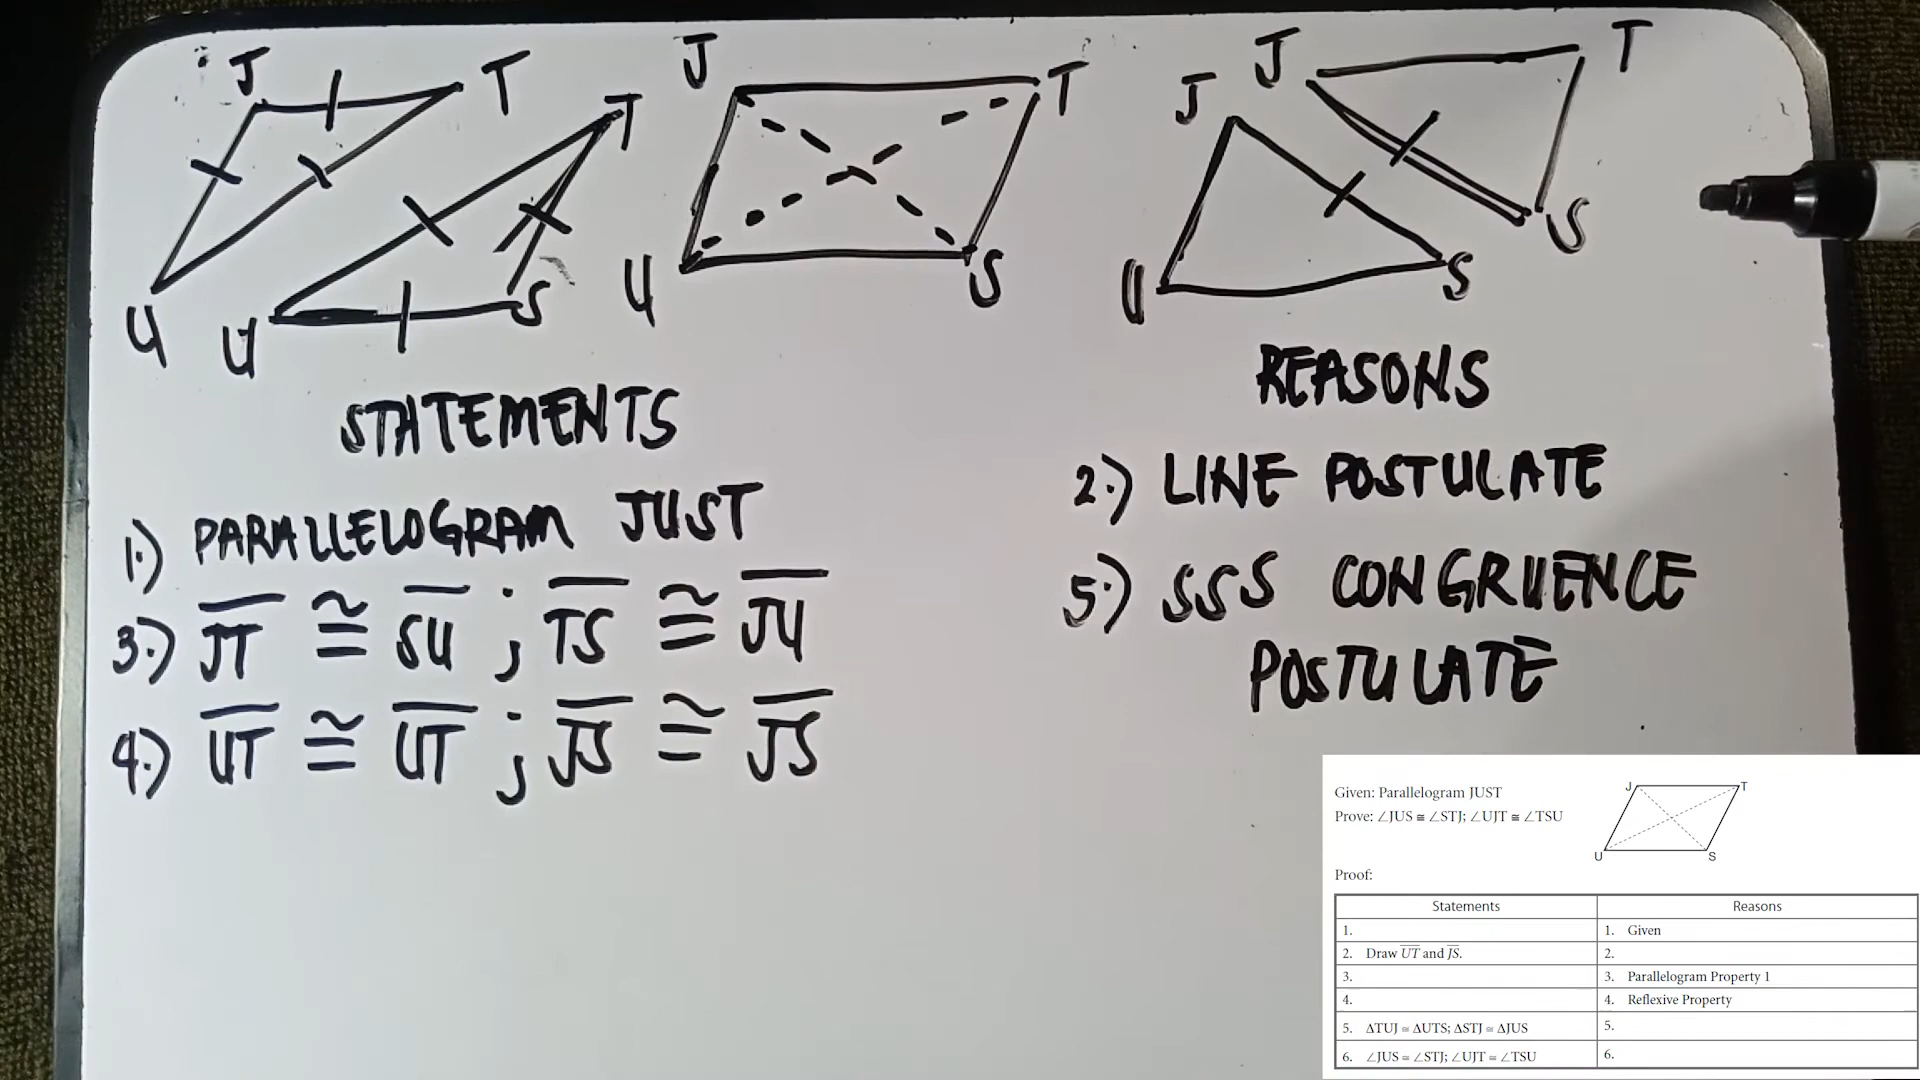 J T
U
T
U S
J T
U S
J T
S
J
U S
STATEMENTS
1.) PARALLELOGRAM JUST
3.) JT ≅ SU ; TS ≅ JU
4.) UT ≅ UT ; JS ≅ JS
REASONS
2.) LINE POSTULATE
5.) SSS CONGRUENCE
POSTULATE
Given: Parallelogram JUST
Prove: ∠JUS ≅ ∠STJ; ∠UJT ≅ ∠TSU
J T
U S
Proof:
Statements Reasons
1. 1. Given
2. Draw UT and JS. 2.
3. 3. Parallelogram Property 1
4. 4. Reflexive Property
5. ΔTUJ ≅ ΔUTS; ΔSTJ ≅ ΔJUS 5.
6. ∠JUS ≅ ∠STJ; ∠UJT ≅ ∠TSU 6.